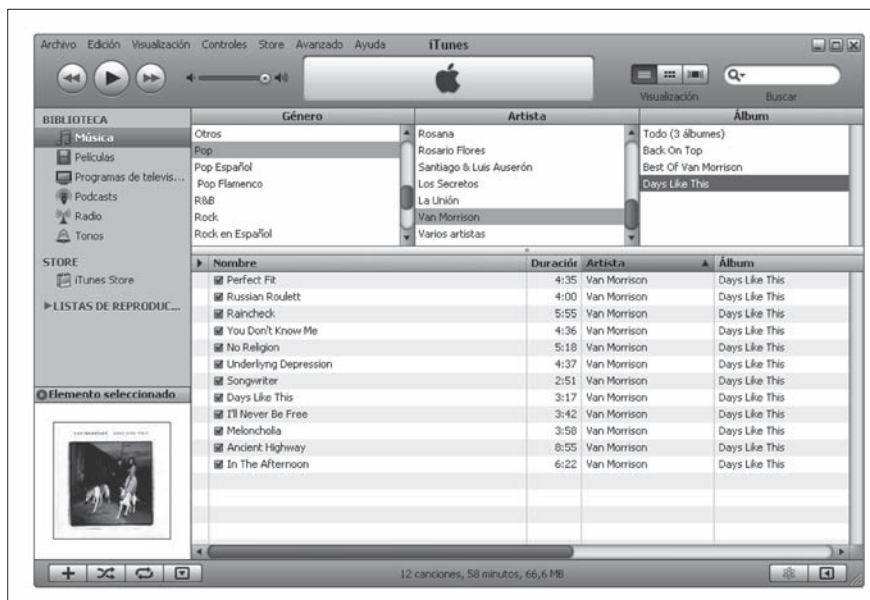 Archivo Edición Visualización Controles Store Avanzado Ayuda iTunes
Visualización Buscar
BIBLIOTECA
Música
Películas
Programas de televis...
Podcasts
Radio
Tonos
STORE
iTunes Store
LISTAS DE REPRODUC...
Elemento seleccionado
Género Artista Álbum
Otros Rosana Todo (3 álbumes)
Pop Rosario Flores Back On Top
Pop Español Santiago & Luis Auserón Best Of Van Morrison
Pop Flamenco Los Secretos Days Like This
R&B La Unión
Rock Van Morrison
Rock en Español Varios artistas
Nombre Duración Artista Álbum
Perfect Fit 4:35 Van Morrison Days Like This
Russian Roulett 4:00 Van Morrison Days Like This
Raincheck 5:55 Van Morrison Days Like This
You Don't Know Me 4:36 Van Morrison Days Like This
No Religion 5:18 Van Morrison Days Like This
Underliyng Depression 4:37 Van Morrison Days Like This
Songwriter 2:51 Van Morrison Days Like This
Days Like This 3:17 Van Morrison Days Like This
I'll Never Be Free 3:42 Van Morrison Days Like This
Meloncholia 3:58 Van Morrison Days Like This
Ancient Highway 8:55 Van Morrison Days Like This
In The Afternoon 6:22 Van Morrison Days Like This
12 canciones, 58 minutos, 66,6 MB